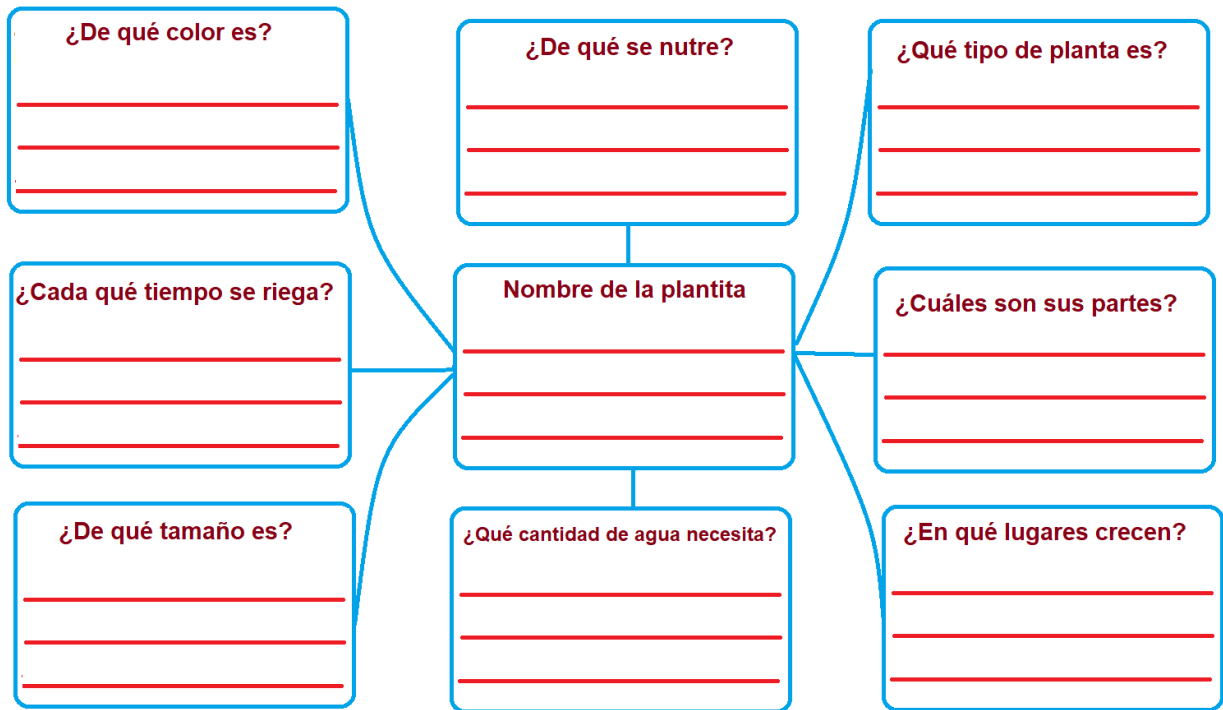 ¿De qué color es?
¿De qué se nutre?
¿Qué tipo de planta es?
¿Cada qué tiempo se riega?
Nombre de la plantita
¿Cuáles son sus partes?
¿De qué tamaño es?
¿Qué cantidad de agua necesita?
¿En qué lugares crecen?